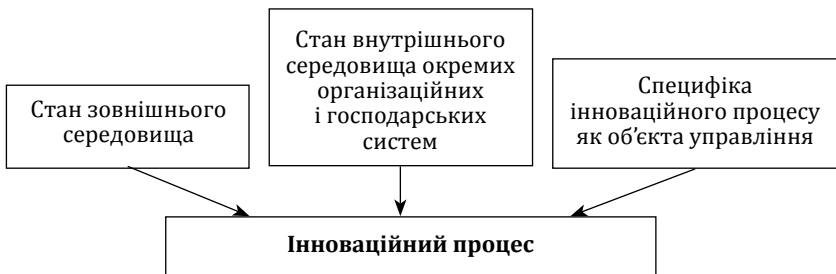 Стан зовнішнього
середовища
Стан внутрішнього
середовища окремих
організаційних
і господарських
систем
Специфіка
інноваційного процесу
як об’єкта управління
Інноваційний процес